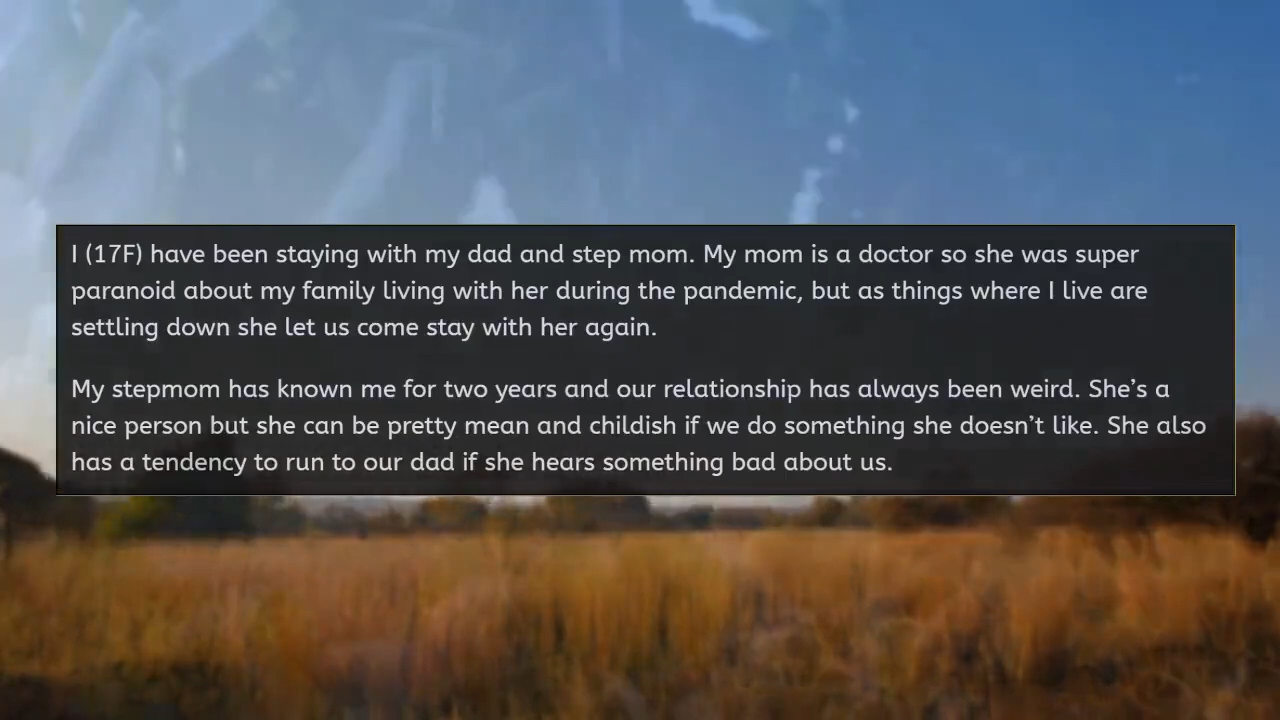 I (17F) have been staying with my dad and step mom. My mom is a doctor so she was super
paranoid about my family living with her during the pandemic, but as things where I live are
settling down she let us come stay with her again.
My stepmom has known me for two years and our relationship has always been weird. She’s a
nice person but she can be pretty mean and childish if we do something she doesn’t like. She also
has a tendency to run to our dad if she hears something bad about us.